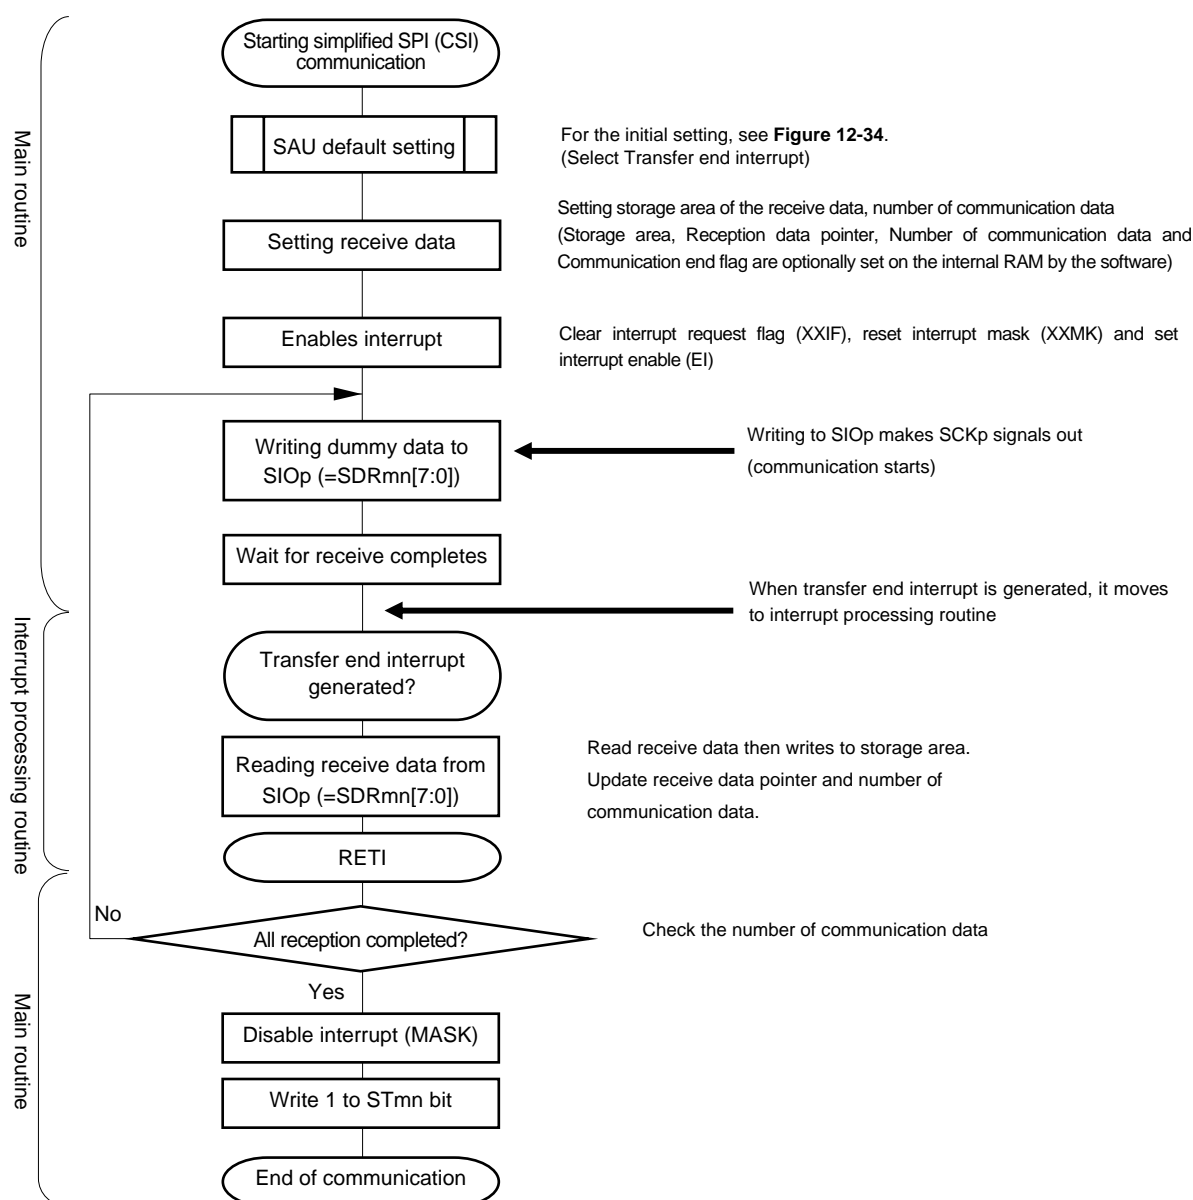 Starting simplified SPI (CSI)
communication
Main routine
SAU default setting
For the initial setting, see Figure 12-34.
(Select Transfer end interrupt)
Setting receive data
Setting storage area of the receive data, number of communication data
(Storage area, Reception data pointer, Number of communication data and
Communication end flag are optionally set on the internal RAM by the software)
Enables interrupt
Clear interrupt request flag (XXIF), reset interrupt mask (XXMK) and set
interrupt enable (EI)
Writing dummy data to
SIOp (=SDRmn[7:0])
Writing to SIOp makes SCKp signals out
(communication starts)
Wait for receive completes
When transfer end interrupt is generated, it moves
to interrupt processing routine
Interrupt processing routine
Transfer end interrupt
generated?
Reading receive data from
SIOp (=SDRmn[7:0])
Read receive data then writes to storage area.
Update receive data pointer and number of
communication data.
RETI
No
All reception completed?
Check the number of communication data
Yes
Main routine
Disable interrupt (MASK)
Write 1 to STmn bit
End of communication